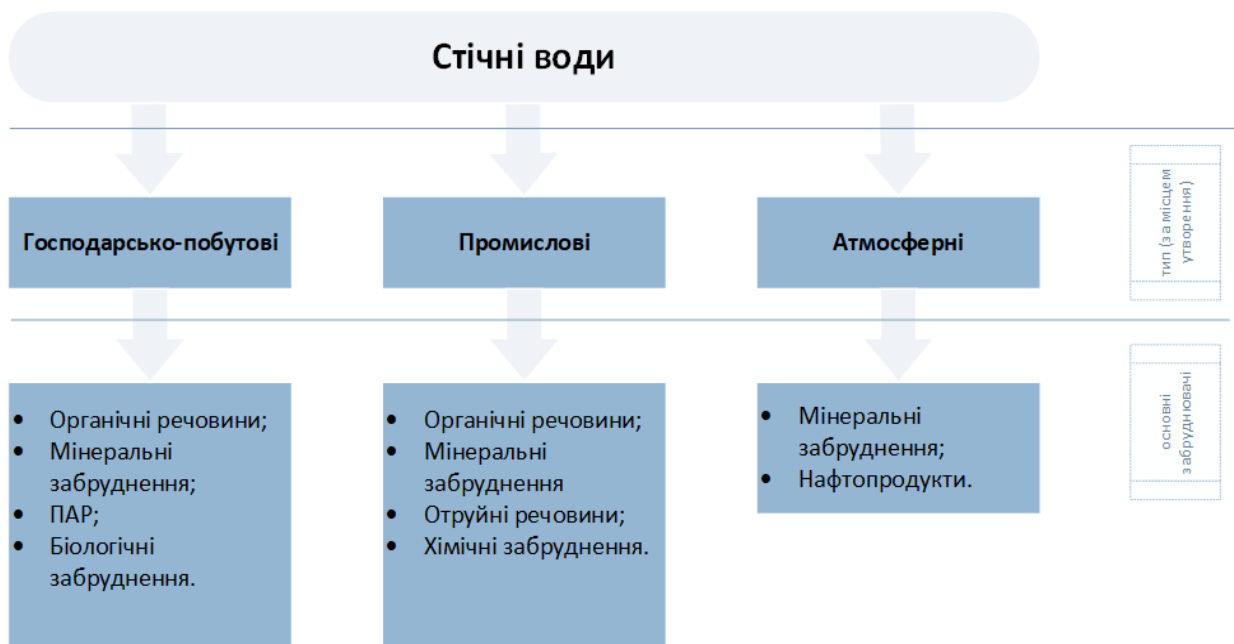 Стічні води
Господарсько-побутові
Промислові
Атмосферні
тип (за місцем
утворення)
• Органічні речовини;
• Мінеральні
забруднення;
• ПАР;
• Біологічні
забруднення.
• Органічні речовини;
• Мінеральні
забруднення
• Отруйні речовини;
• Хімічні забруднення.
• Мінеральні
забруднення;
• Нафтопродукти.
основні
забруднювачі